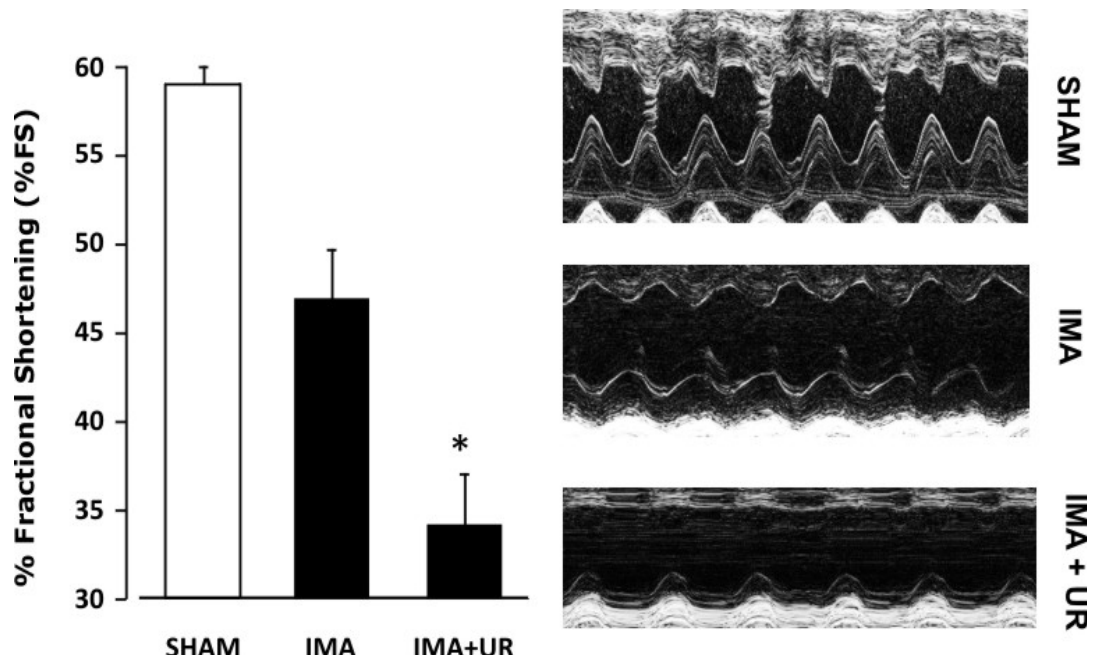 % Fractional Shortening (%FS)
60
55
50
45
40
35
30
*
SHAM IMA IMA+UR
SHAM
IMA
IMA + UR